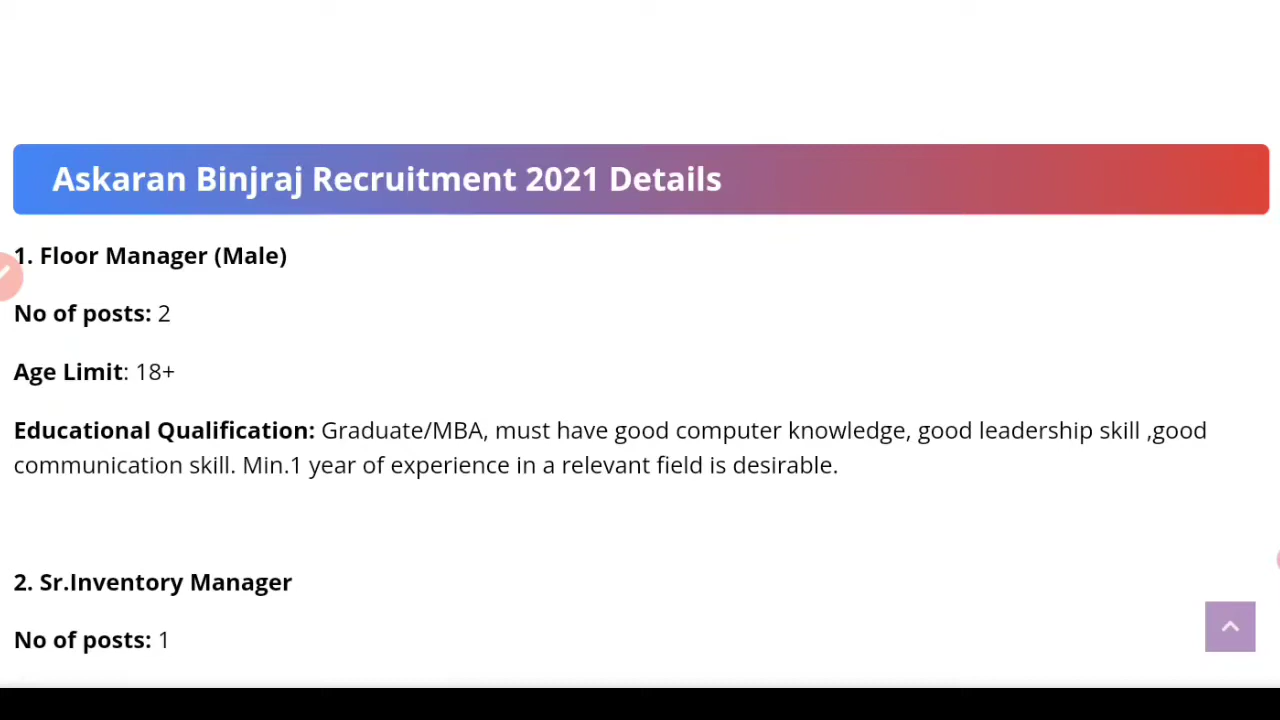 Askaran Binjraj Recruitment 2021 Details
1. Floor Manager (Male)
No of posts: 2
Age Limit: 18+
Educational Qualification: Graduate/MBA, must have good computer knowledge, good leadership skill ,good
communication skill. Min.1 year of experience in a relevant field is desirable.
2. Sr.Inventory Manager
No of posts: 1